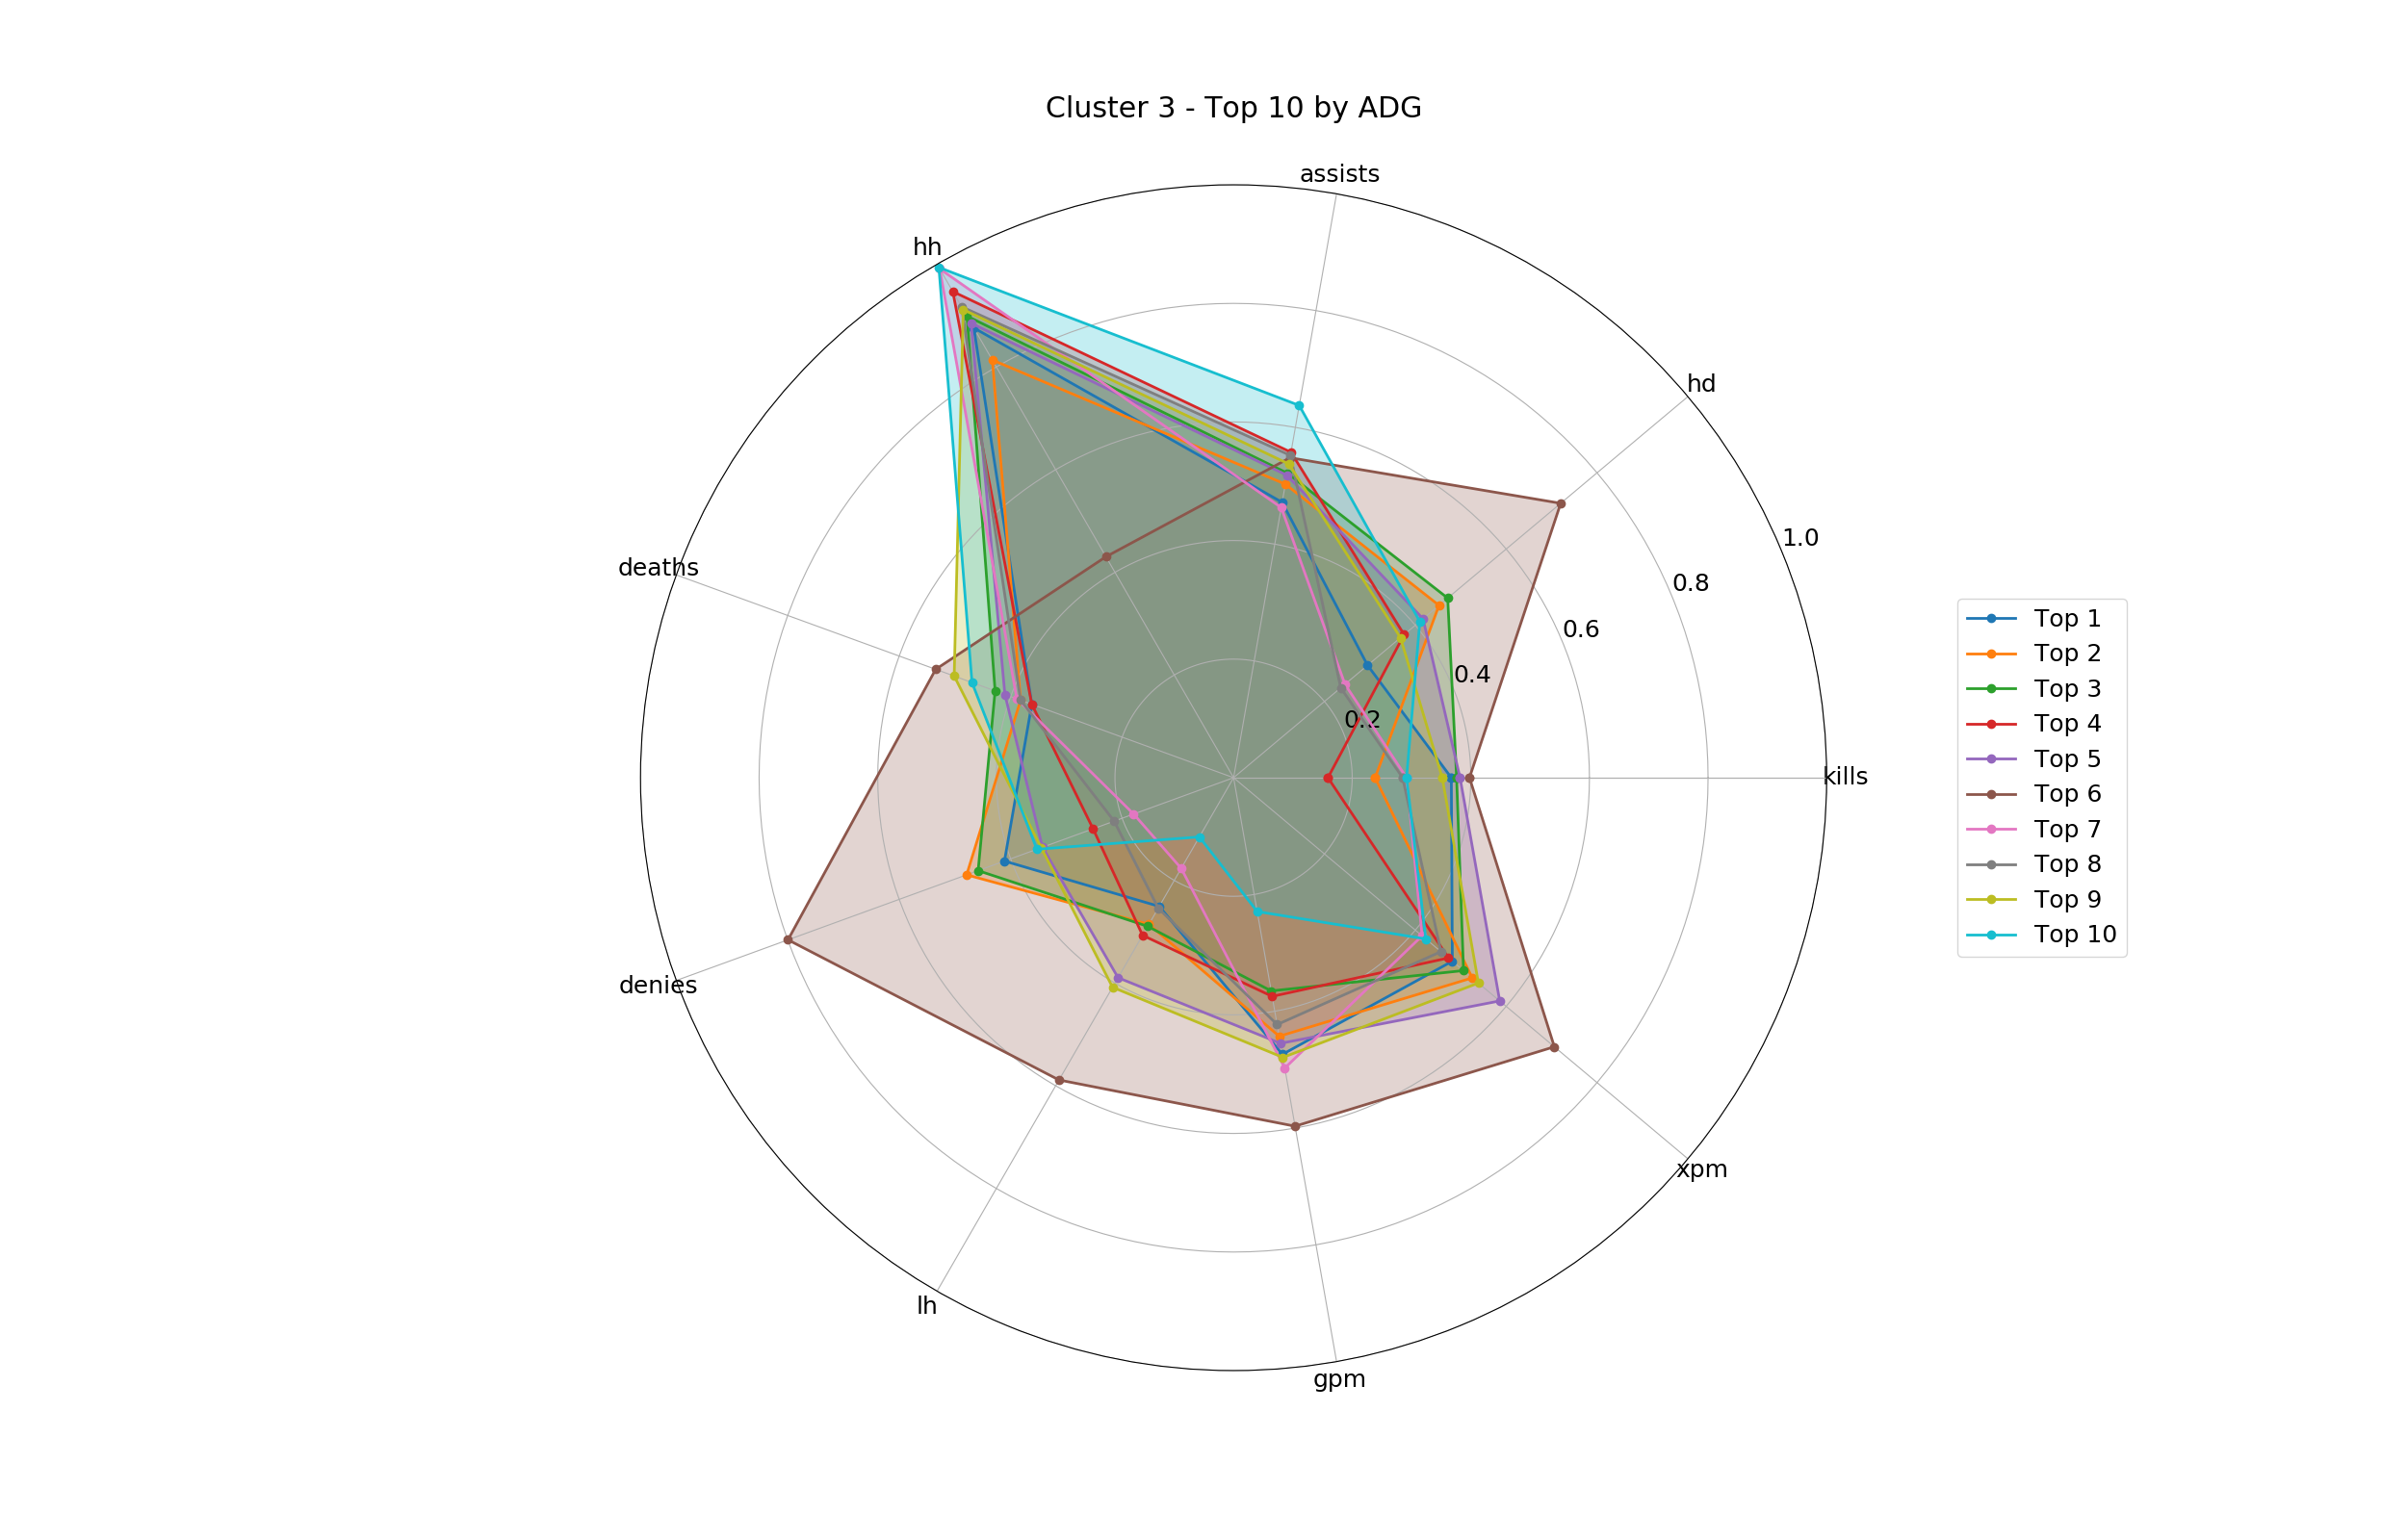 Cluster 3 - Top 10 by ADG
assists
hh
hd
1.0
deaths
0.8
0.6
0.4
0.2
kills
denies
xpm
lh
gpm
Top 1
Top 2
Top 3
Top 4
Top 5
Top 6
Top 7
Top 8
Top 9
Top 10